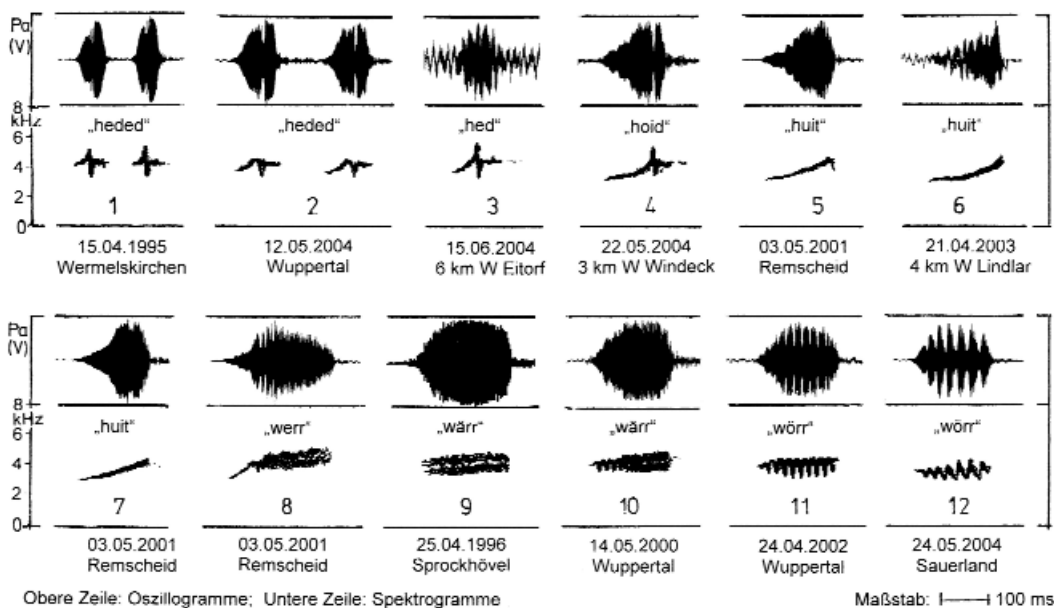 Pa
(V)
8
kHz
6
4
2
0
„heded“ „heded“ „hed“ „hoid“ „huit“ „huit“
1 2 3 4 5 6
15.04.1995 12.05.2004 15.06.2004 22.05.2004 03.05.2001 21.04.2003
Wermelskirchen Wuppertal 6 km W Eitorf 3 km W Windeck Remscheid 4 km W Lindlar
Pa
(V)
8
kHz
6
4
2
0
„huit“ „werr“ „wärr“ „wärr“ „wörr“ „wörr“
7 8 9 10 11 12
03.05.2001 03.05.2001 25.04.1996 14.05.2000 24.04.2002 24.05.2004
Remscheid Remscheid Sprockhövel Wuppertal Wuppertal Sauerland
Obere Zeile: Oszillogramme; Untere Zeile: Spektrogramme Maßstab: 100 ms